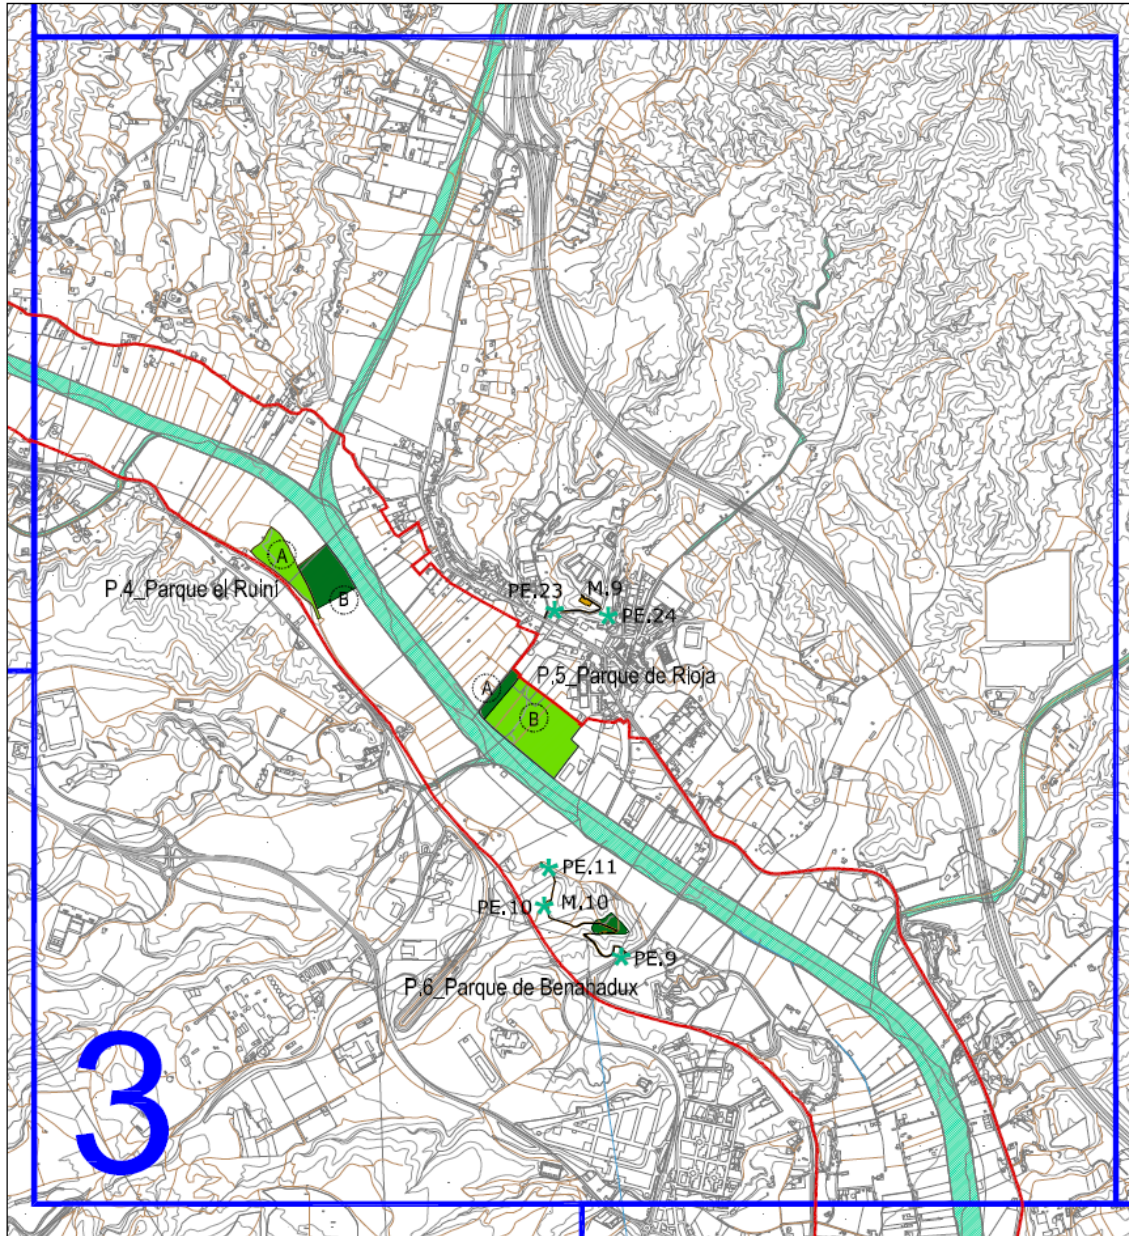 A
P.4_Parque el Ruiní
B
M.9
PE.23
PE.24
P.5_Parque de Rioja
A
B
PE.11
PE.10
M.10
PE.9
P.6_Parque de Benahadux
3